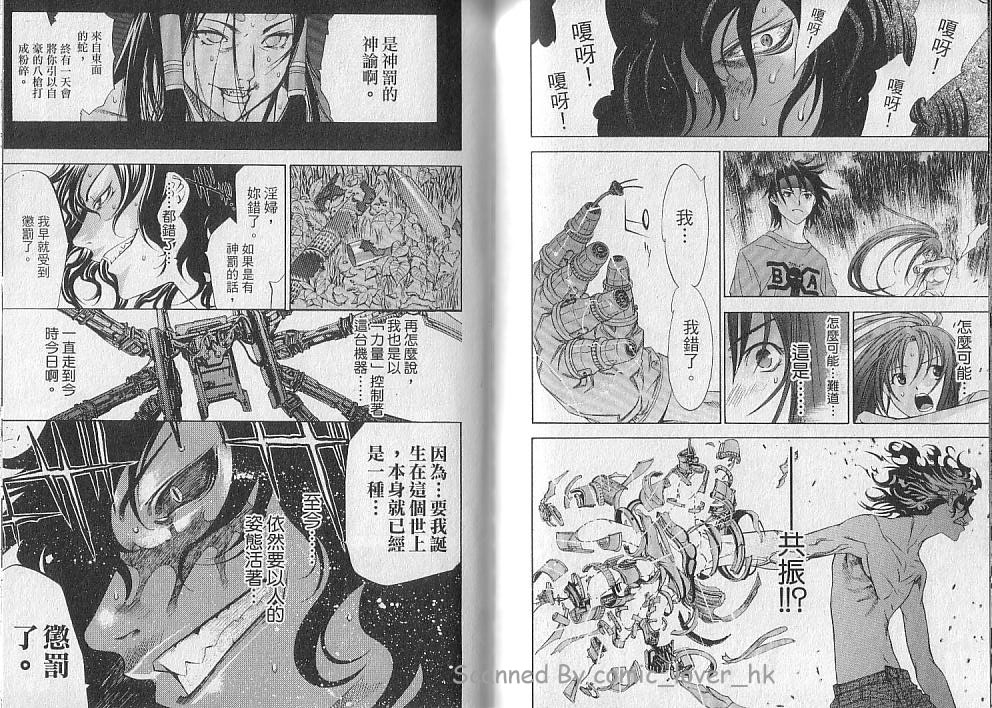 嘎呀！
嘎呀！
嘎呀！
嘎呀！
嘎呀！
B A
我…
我錯了。
怎麼可能…
怎麼可能…難道…
這是……
共振!!?
是神罰的
神諭啊。
來自東面
的蛇，
終有一天會
將你引以自
豪的八槍打
成粉碎。
淫婦，
妳錯了。
如果是有
神罰的話，
……都錯了…
我早就受到
懲罰了。
再怎麼說，
我也是以
「力量」控制著
這台機器……
一直走到今
時今日啊。
因為…要我誕
生在這個世上
，本身就已經
是一種…
至今……
依然要以人的
姿態活著…
懲罰
了。
Scanned By comic_lover_hk